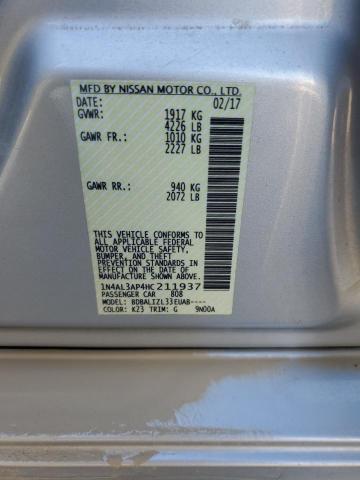 MFD BY NISSAN MOTOR CO., LTD.
DATE: 02/17
GVWR: 1917 KG
4226 LB
GAWR FR.: 1010 KG
2227 LB
GAWR RR.: 940 KG
2072 LB
THIS VEHICLE CONFORMS TO ALL
APPLICABLE FEDERAL MOTOR
MOTOR VEHICLE SAFETY,
BUMPER, AND THEFT
PREVENTION STANDARDS
IN EFFECT ON THE DATE OF
MANUFACTURE SHOWN ABOVE.
1N4AL3AP4HC211937
PASSENGER CAR 808
MODEL: BDBALIZL33EUAB----
COLOR: K23 TRIM: G 9N00A